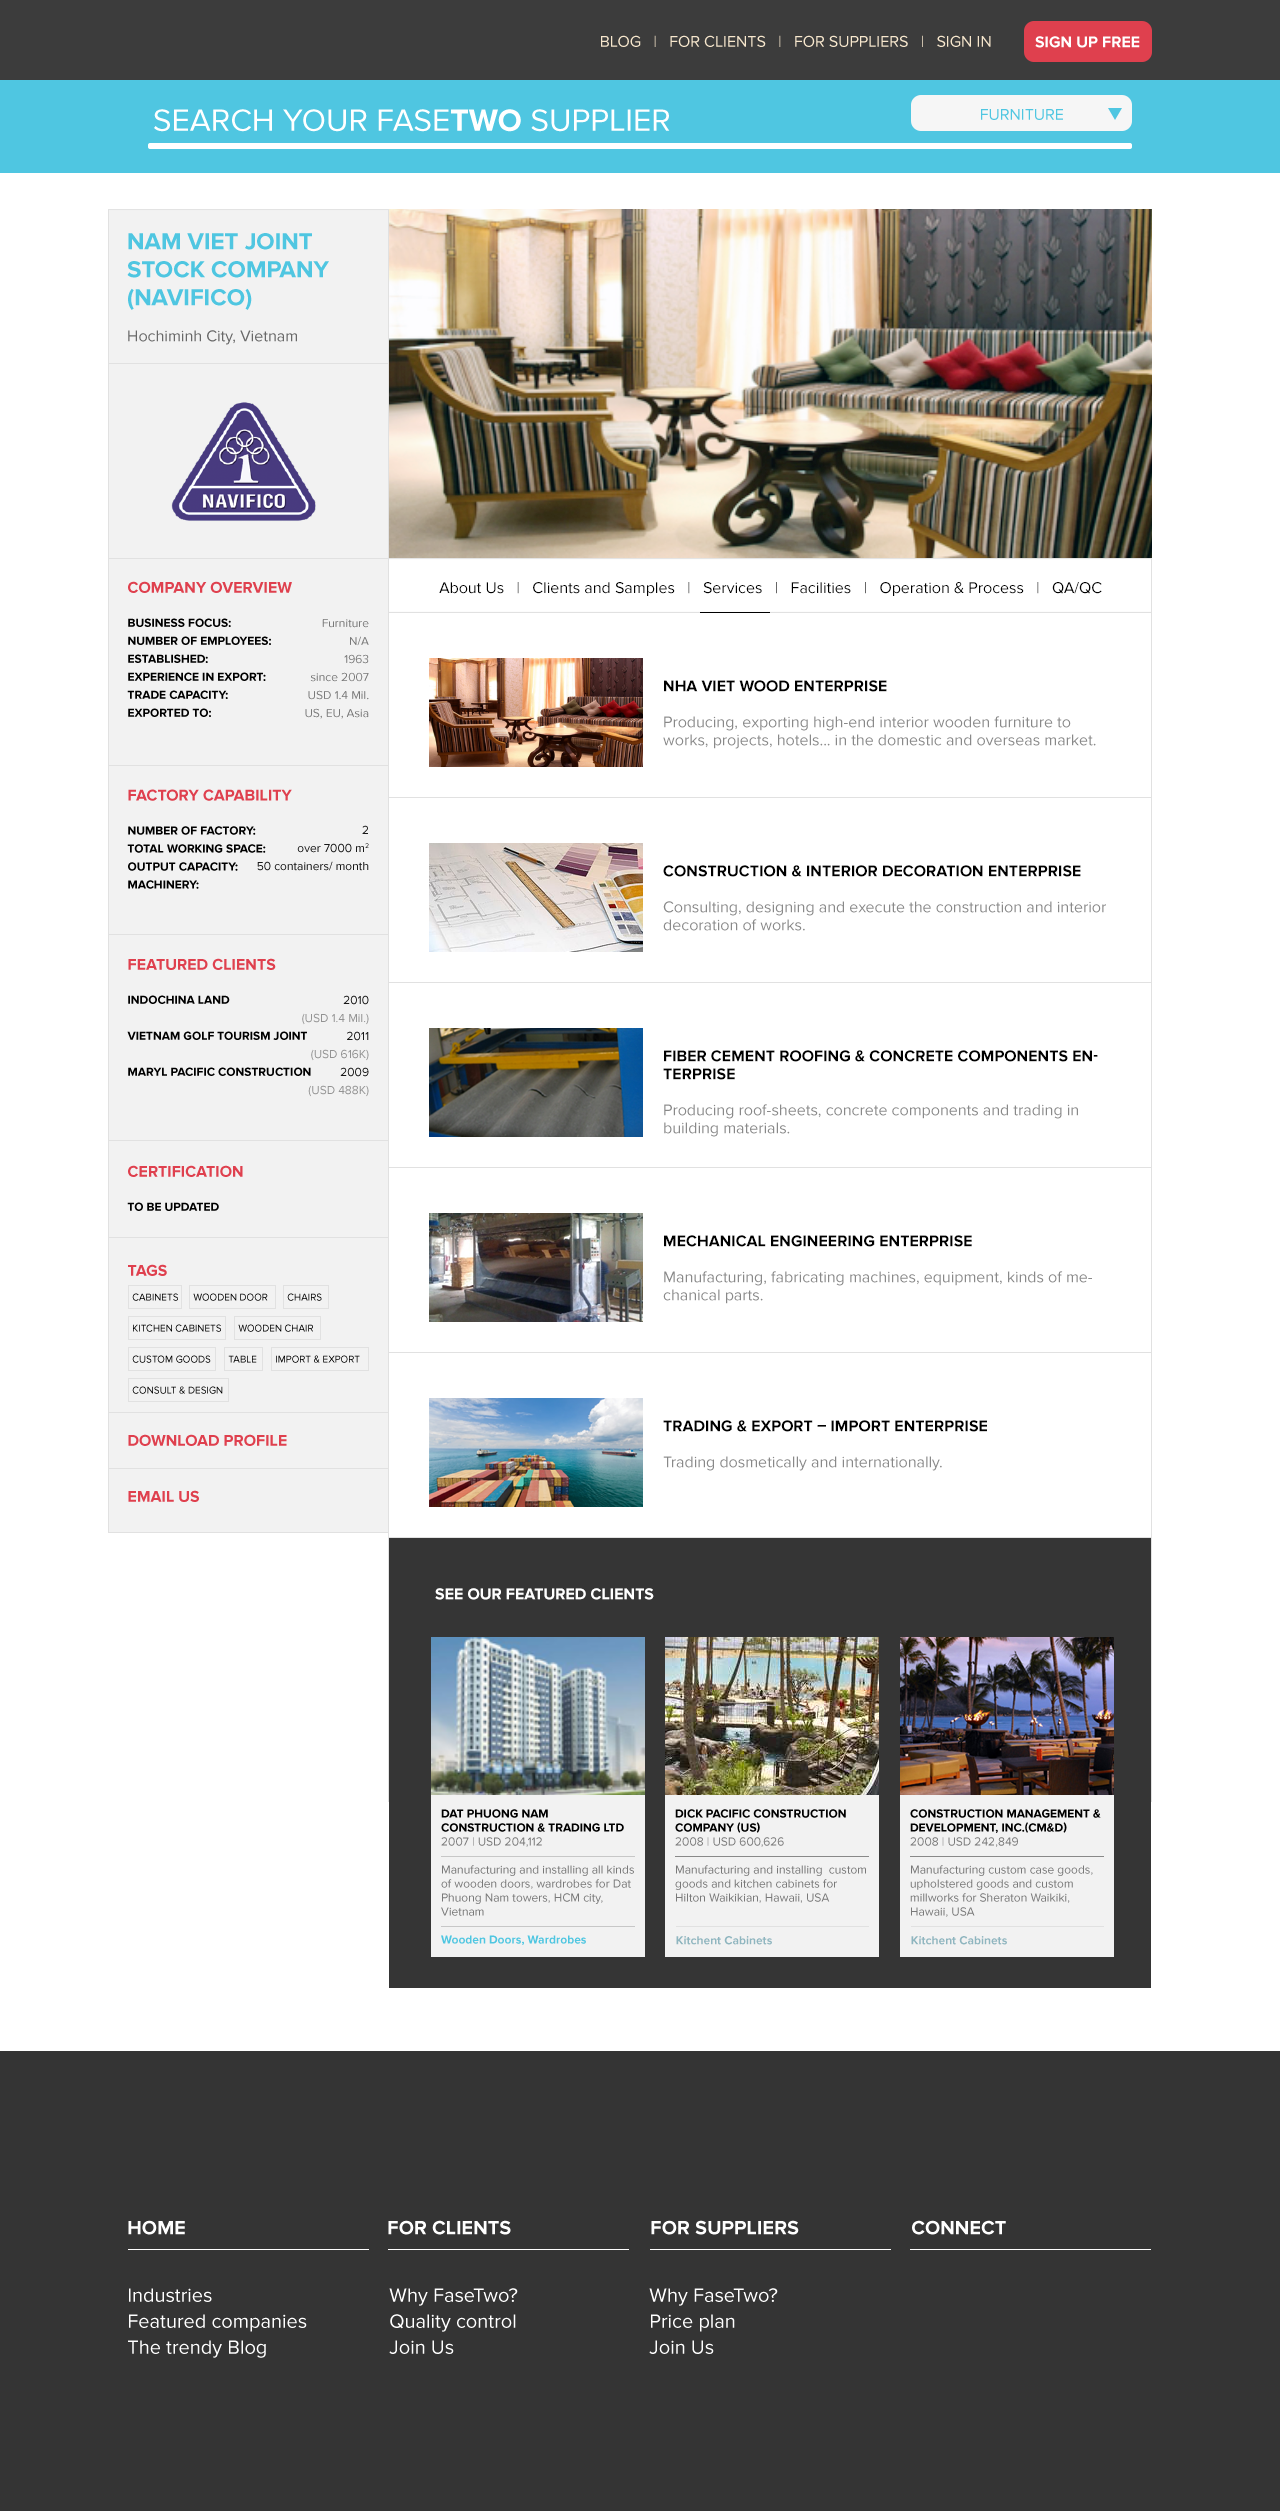 BLOG | FOR CLIENTS | FOR SUPPLIERS | SIGN IN
SIGN UP FREE
SEARCH YOUR FASETWO SUPPLIER
FURNITURE
NAM VIET JOINT
STOCK COMPANY
(NAVIFICO)
Hochiminh City, Vietnam
NAVIFICO
COMPANY OVERVIEW
BUSINESS FOCUS: Furniture
NUMBER OF EMPLOYEES: N/A
ESTABLISHED: 1963
EXPERIENCE IN EXPORT: since 2007
TRADE CAPACITY: USD 1.4 Mil.
EXPORTED TO: US, EU, Asia
FACTORY CAPABILITY
NUMBER OF FACTORY: 2
TOTAL WORKING SPACE: over 7000 m²
OUTPUT CAPACITY: 50 containers/ month
MACHINERY:
FEATURED CLIENTS
INDOCHINA LAND 2010
(USD 1.4 Mil.)
VIETNAM GOLF TOURISM JOINT 2011
(USD 616K)
MARYL PACIFIC CONSTRUCTION 2009
(USD 488K)
CERTIFICATION
TO BE UPDATED
TAGS
CABINETS WOODEN DOOR CHAIRS
KITCHEN CABINETS WOODEN CHAIR
CUSTOM GOODS TABLE IMPORT & EXPORT
CONSULT & DESIGN
DOWNLOAD PROFILE
EMAIL US
About Us | Clients and Samples | Services | Facilities | Operation & Process | QA/QC
NHA VIET WOOD ENTERPRISE
Producing, exporting high-end interior wooden furniture to
works, projects, hotels... in the domestic and overseas market.
CONSTRUCTION & INTERIOR DECORATION ENTERPRISE
Consulting, designing and execute the construction and interior
decoration of works.
FIBER CEMENT ROOFING & CONCRETE COMPONENTS EN-
TERPRISE
Producing roof-sheets, concrete components and trading in
building materials.
MECHANICAL ENGINEERING ENTERPRISE
Manufacturing, fabricating machines, equipment, kinds of me-
chanical parts.
TRADING & EXPORT – IMPORT ENTERPRISE
Trading dosmetically and internationally.
SEE OUR FEATURED CLIENTS
DAT PHUONG NAM
CONSTRUCTION & TRADING LTD
2007 | USD 204,112
Manufacturing and installing all kinds
of wooden doors, wardrobes for Dat
Phuong Nam towers, HCM city,
Vietnam
Wooden Doors, Wardrobes
DICK PACIFIC CONSTRUCTION
COMPANY (US)
2008 | USD 600,626
Manufacturing and installing custom
goods and kitchen cabinets for
Hilton Waikikian, Hawaii, USA
Kitchent Cabinets
CONSTRUCTION MANAGEMENT &
DEVELOPMENT, INC.(CM&D)
2008 | USD 242,849
Manufacturing custom case goods,
upholstered goods and custom
millworks for Sheraton Waikiki,
Hawaii, USA
Kitchent Cabinets
HOME
Industries
Featured companies
The trendy Blog
FOR CLIENTS
Why FaseTwo?
Quality control
Join Us
FOR SUPPLIERS
Why FaseTwo?
Price plan
Join Us
CONNECT